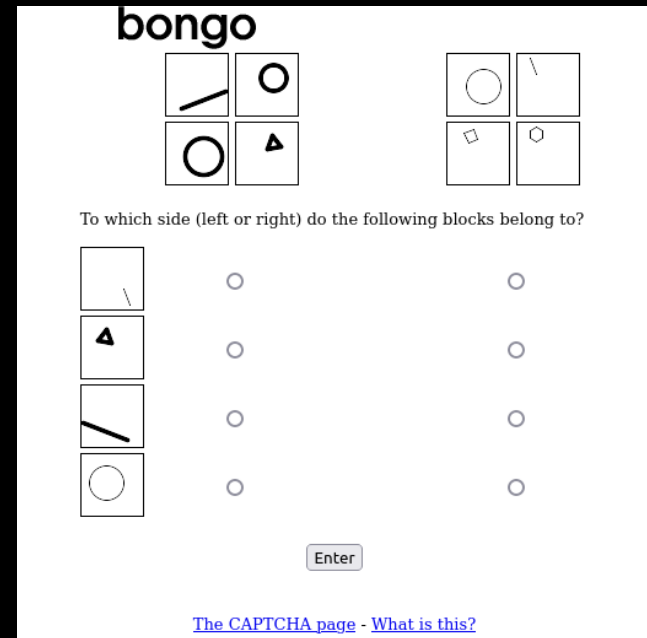 bongo
To which side (left or right) do the following blocks belong to?
Enter
The CAPTCHA page - What is this?